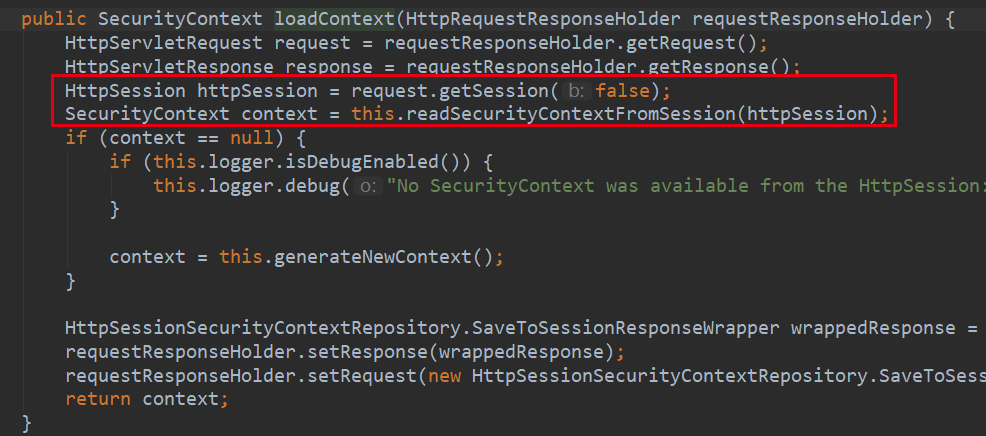 public SecurityContext loadContext(HttpRequestResponseHolder requestResponseHolder) {
HttpServletRequest request = requestResponseHolder.getRequest();
HttpServletResponse response = requestResponseHolder.getResponse();
HttpSession httpSession = request.getSession( b: false);
SecurityContext context = this.readSecurityContextFromSession(httpSession);
if (context == null) {
if (this.logger.isDebugEnabled()) {
this.logger.debug( o: "No SecurityContext was available from the HttpSession:
}
context = this.generateNewContext();
}
HttpSessionSecurityContextRepository.SaveToSessionResponseWrapper wrappedResponse =
requestResponseHolder.setResponse(wrappedResponse);
requestResponseHolder.setRequest(new HttpSessionSecurityContextRepository.SaveToSess
return context;
}